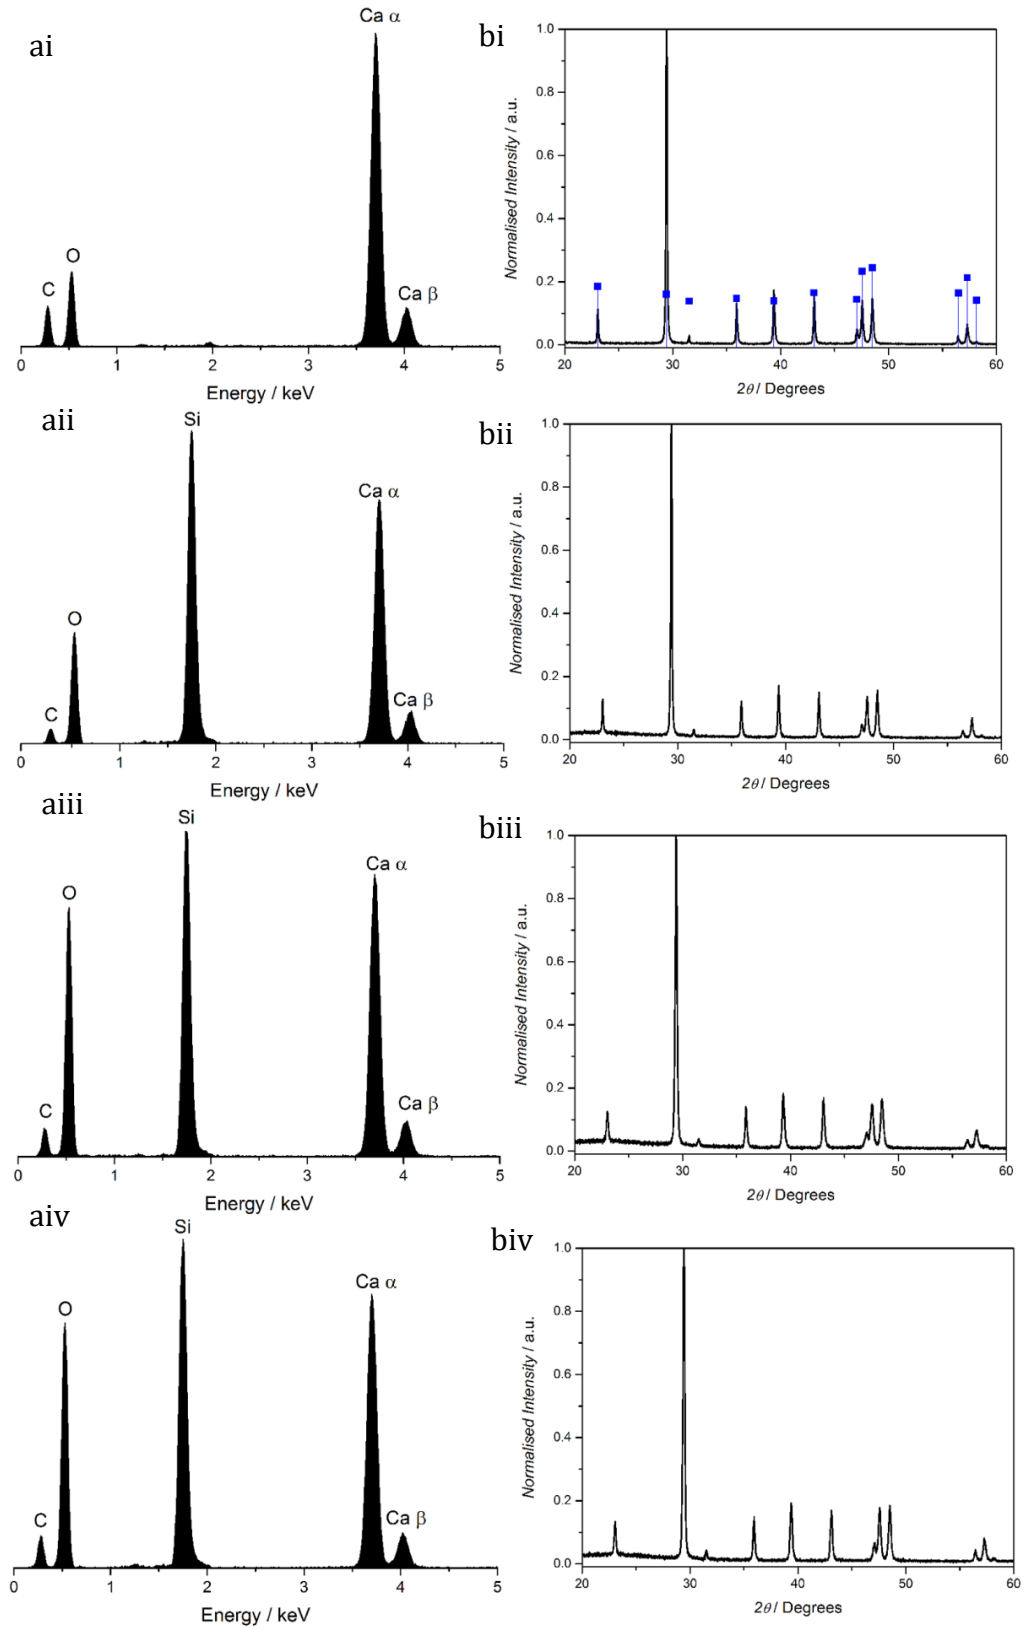 ai
Ca α
C
O
Ca β
0 1 2 3 4 5
Energy / keV
bi
Normalised Intensity / a.u.
1.0
0.8
0.6
0.4
0.2
0.0
20 30 40 50 60
2θ / Degrees
aii
Si
Ca α
O
C
Ca β
0 1 2 3 4 5
Energy / keV
bii
Normalised Intensity / a.u.
1.0
0.8
0.6
0.4
0.2
0.0
20 30 40 50 60
2θ / Degrees
aiii
Si
Ca α
O
C
Ca β
0 1 2 3 4 5
Energy / keV
biii
Normalised Intensity / a.u.
1.0
0.8
0.6
0.4
0.2
0.0
20 30 40 50 60
2θ / Degrees
aiv
Si
Ca α
O
C
Ca β
0 1 2 3 4 5
Energy / keV
biv
Normalised Intensity / a.u.
1.0
0.8
0.6
0.4
0.2
0.0
20 30 40 50 60
2θ / Degrees